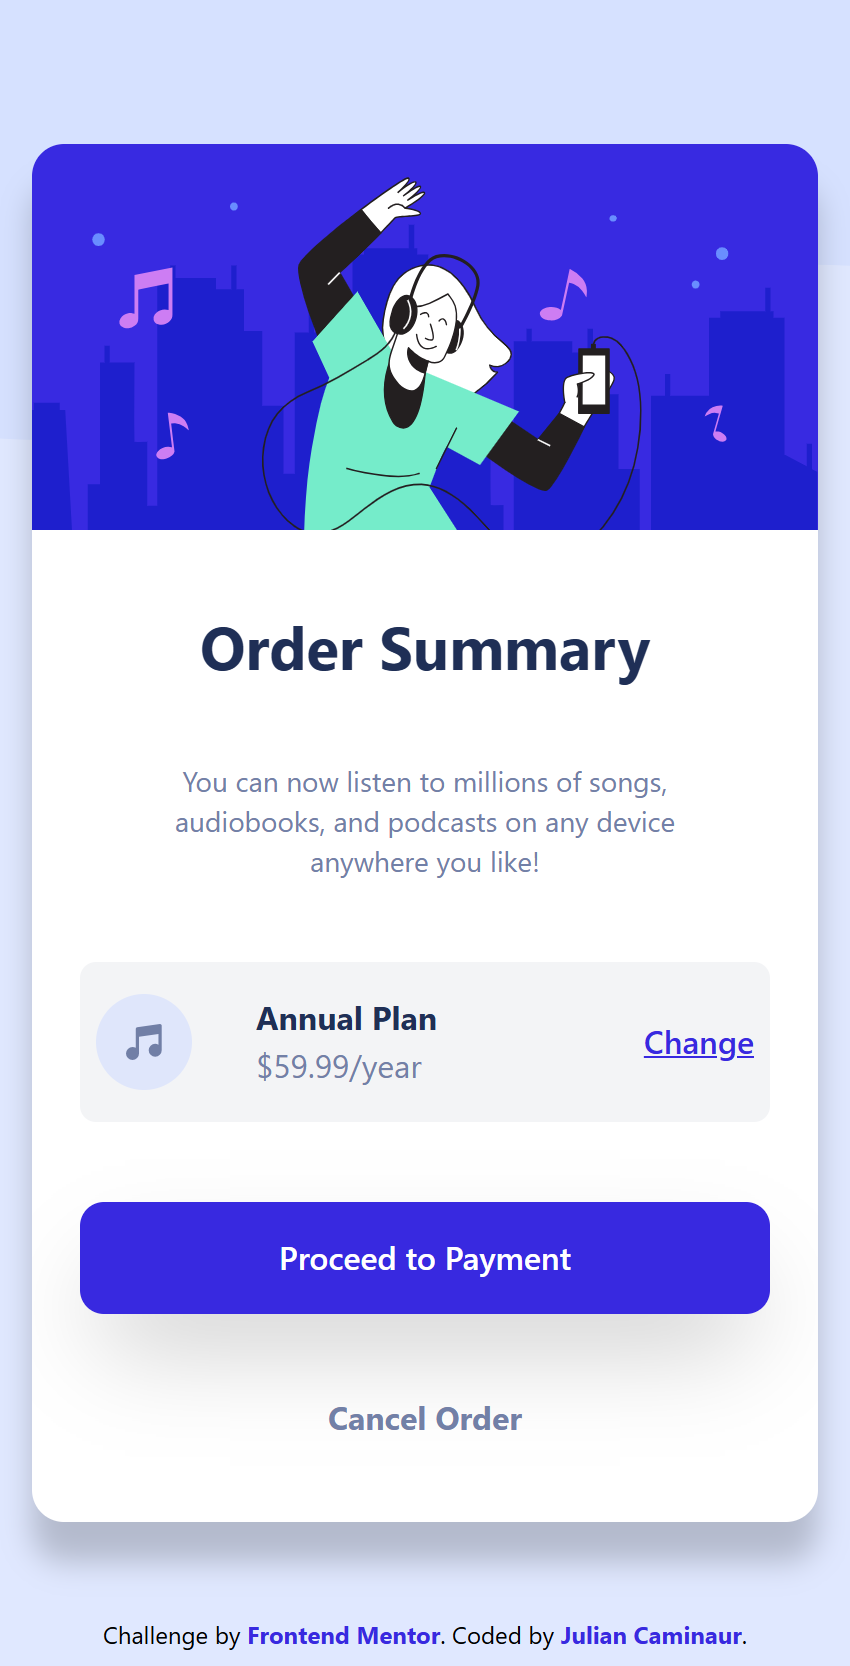 Order Summary
You can now listen to millions of songs,
audiobooks, and podcasts on any device
anywhere you like!
Annual Plan
$59.99/year
Change
Proceed to Payment
Cancel Order
Challenge by Frontend Mentor. Coded by Julian Caminaur.